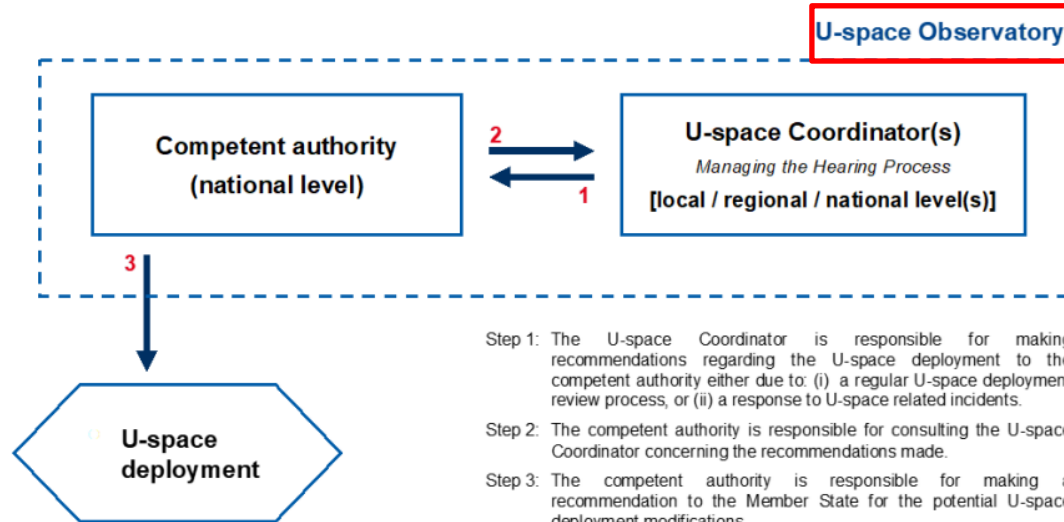 U-space Observatory
Competent authority
(national level)
2
1
U-space Coordinator(s)
Managing the Hearing Process
[local / regional / national level(s)]
3
Step 1: The U-space Coordinator is responsible for making
recommendations regarding the U-space deployment to the
competent authority either due to: (i) a regular U-space deployment
review process, or (ii) a response to U-space related incidents.
Step 2: The competent authority is responsible for consulting the U-space
Coordinator concerning the recommendations made.
Step 3: The competent authority is responsible for making a
recommendation to the Member State for the potential U-space
deployment modifications
U-space
deployment